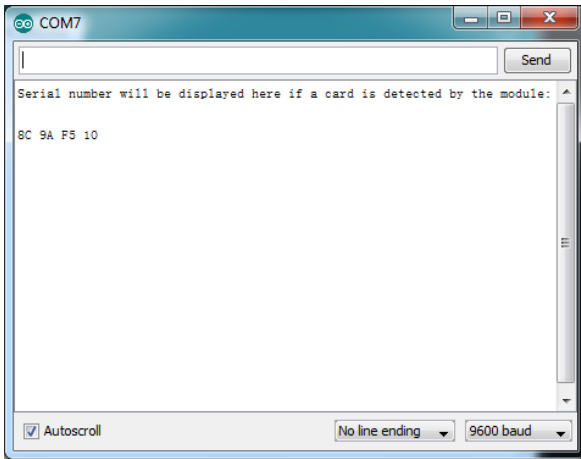 COM7
Send
Serial number will be displayed here if a card is detected by the module:
8C 9A F5 10
Autoscroll
No line ending
9600 baud